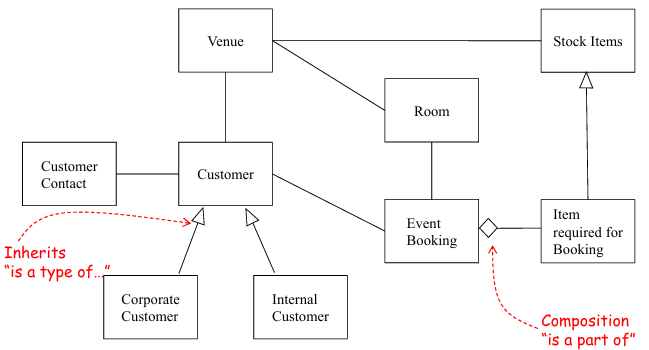 Venue
Stock Items
Room
Customer
Contact
Customer
Event
Booking
Item
required for
Booking
Inherits
“is a type of...”
Corporate
Customer
Internal
Customer
Composition
“is a part of”